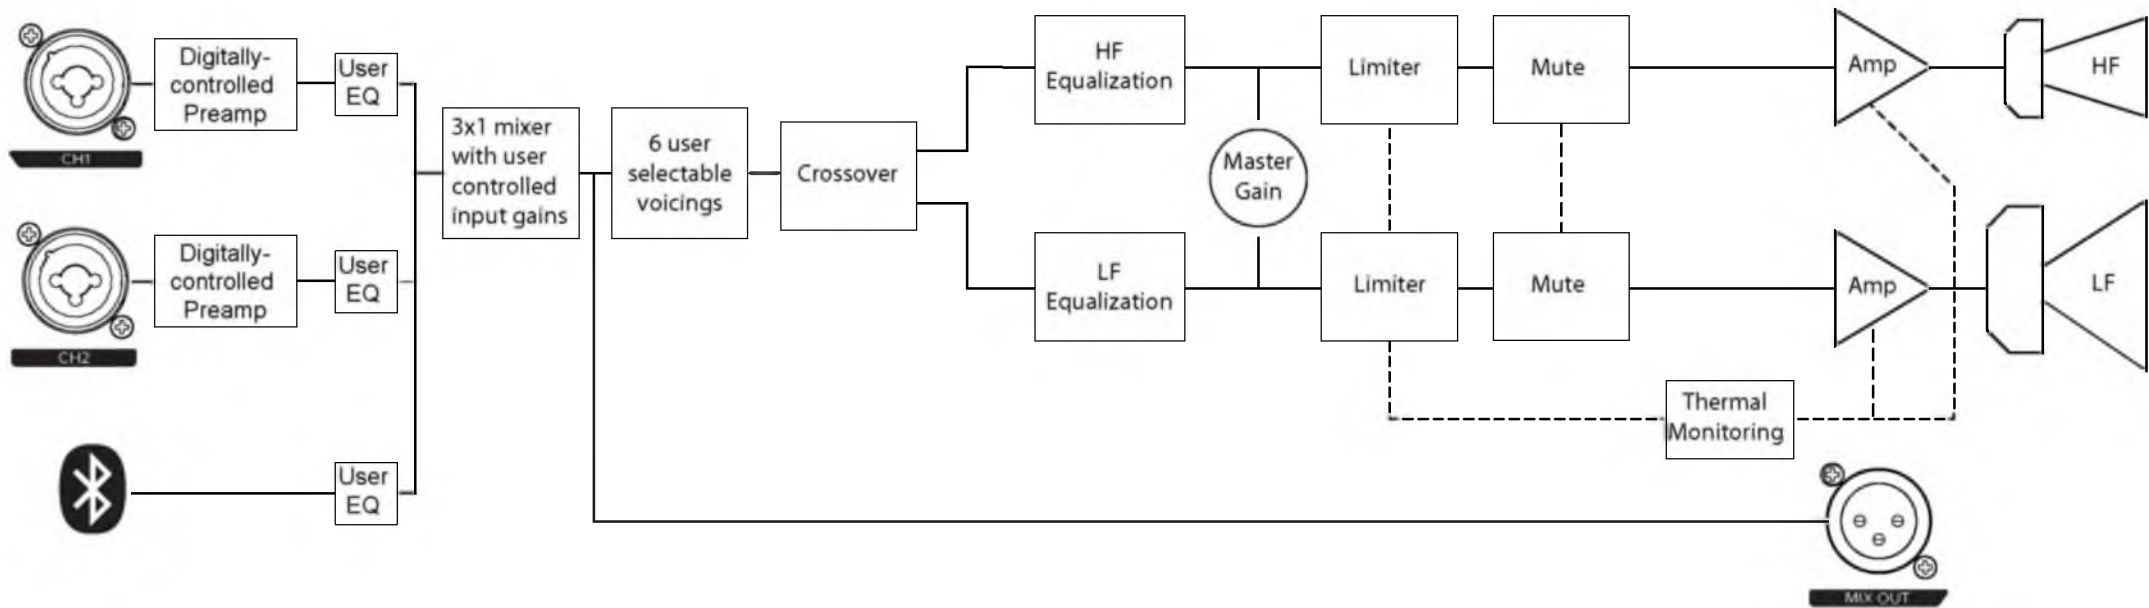 CH1
Digitally-
controlled
Preamp
User
EQ
CH2
Digitally-
controlled
Preamp
User
EQ
User
EQ
3x1 mixer
with user
controlled
input gains
6 user
selectable
voicings
Crossover
HF
Equalization
LF
Equalization
Master
Gain
Limiter
Mute
Amp
HF
Limiter
Mute
Amp
LF
Thermal
Monitoring
MIX OUT